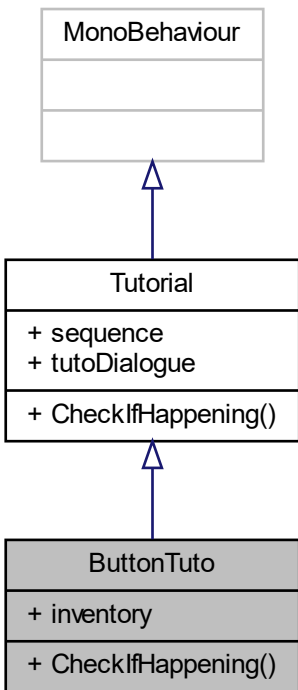 MonoBehaviour
Tutorial
+ sequence
+ tutoDialogue
+ CheckIfHappening()
ButtonTuto
+ inventory
+ CheckIfHappening()